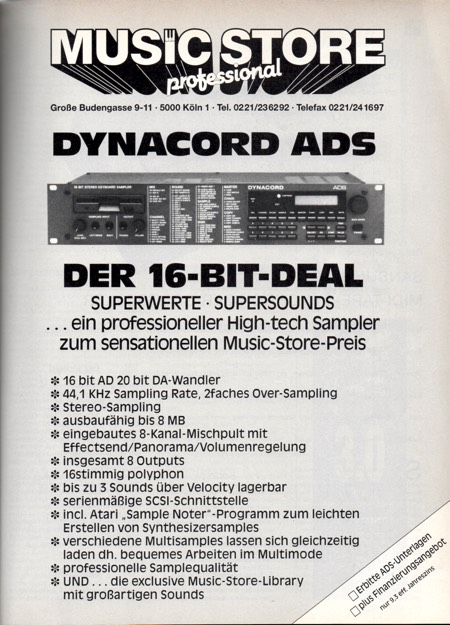 MUSIC STORE
professional
Große Budengasse 9-11 · 5000 Köln 1 · Tel. 0221/236292 · Telefax 0221/241697
DYNACORD ADS
16-BIT STEREO KEYBOARD SAMPLER
DYNACORD
ADS
DER 16-BIT-DEAL
SUPERWERTE · SUPERSOUNDS
... ein professioneller High-tech Sampler
zum sensationellen Music-Store-Preis
✽ 16 bit AD 20 bit DA-Wandler
✽ 44,1 KHz Sampling Rate, 2faches Over-Sampling
✽ Stereo-Sampling
✽ ausbaufähig bis 8 MB
✽ eingebautes 8-Kanal-Mischpult mit
Effectsend/Panorama/Volumenregelung
✽ insgesamt 8 Outputs
✽ 16stimmig polyphon
✽ bis zu 3 Sounds über Velocity lagerbar
✽ serienmäßige SCSI-Schnittstelle
✽ incl. Atari „Sample Noter"-Programm zum leichten
Erstellen von Synthesizersamples
✽ verschiedene Multisamples lassen sich gleichzeitig
laden dh. bequemes Arbeiten im Multimode
✽ professionelle Samplequalität
✽ UND ... die exclusive Music-Store-Library
mit großartigen Sounds
☐ Erbitte ADS-Unterlagen
☐ plus Finanzierungsangebot
nur 9,3 eff. Jahreszins